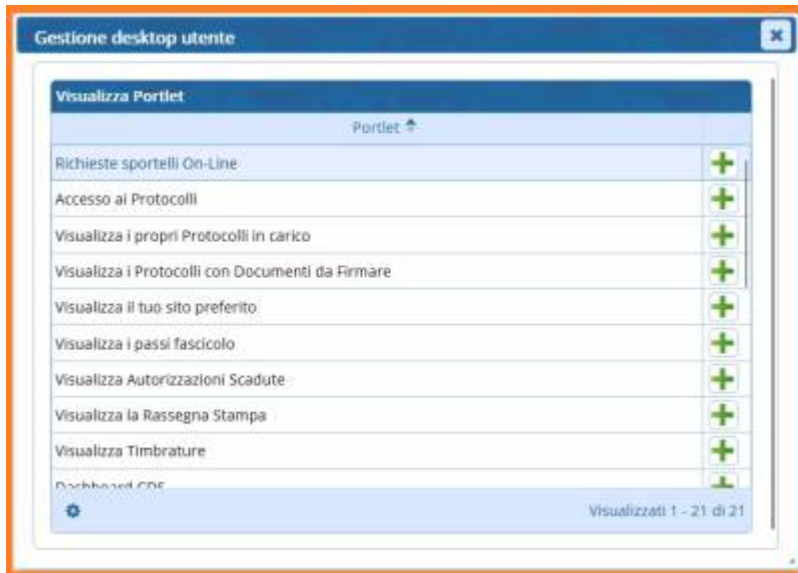 Gestione desktop utente
Visualizza Portlet
Portlet
Richieste sportelli On-Line
Accesso ai Protocolli
Visualizza i propri Protocolli in carico
Visualizza i Protocolli con Documenti da Firmare
Visualizza il tuo sito preferito
Visualizza i passi fascicolo
Visualizza Autorizzazioni Scadute
Visualizza la Rassegna Stampa
Visualizza Timbrature
Dashboard CDS
Visualizzati 1 - 21 di 21